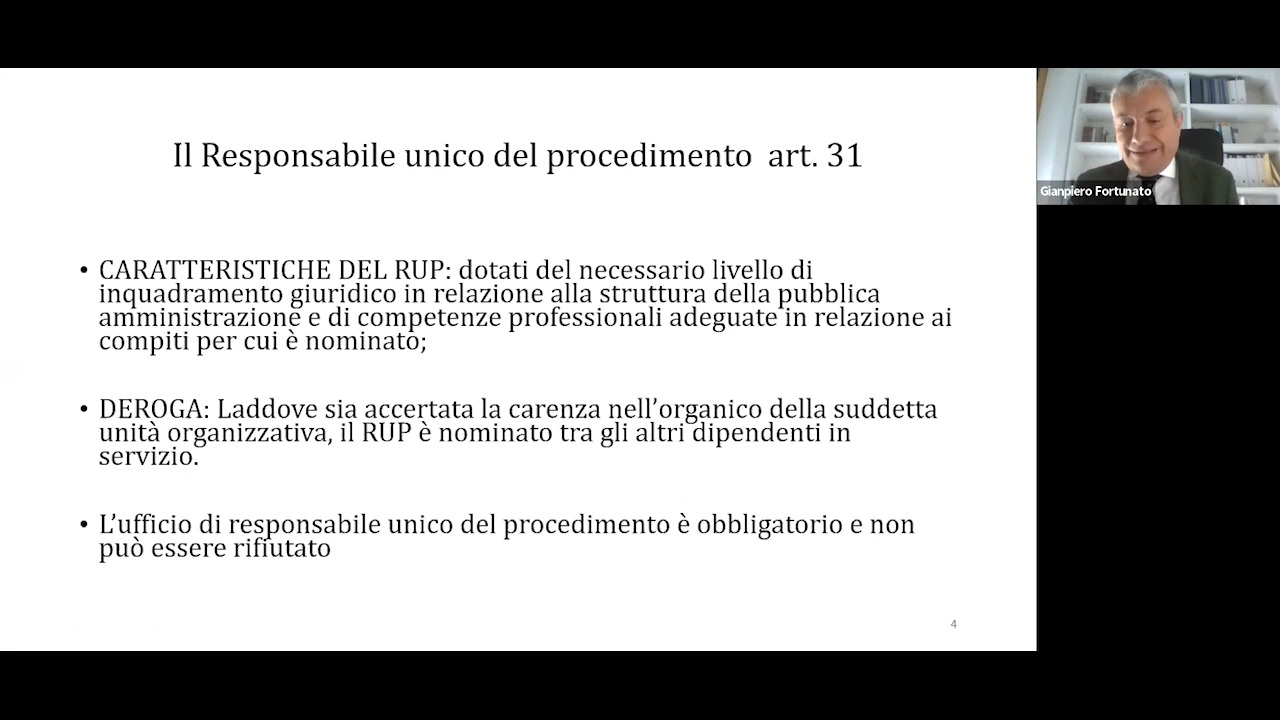 Il Responsabile unico del procedimento art. 31
Gianpiero Fortunato
• CARATTERISTICHE DEL RUP: dotati del necessario livello di
inquadramento giuridico in relazione alla struttura della pubblica
amministrazione e di competenze professionali adeguate in relazione ai
compiti per cui è nominato;
• DEROGA: Laddove sia accertata la carenza nell’organico della suddetta
unità organizzativa, il RUP è nominato tra gli altri dipendenti in
servizio.
• L’ufficio di responsabile unico del procedimento è obbligatorio e non
può essere rifiutato
4